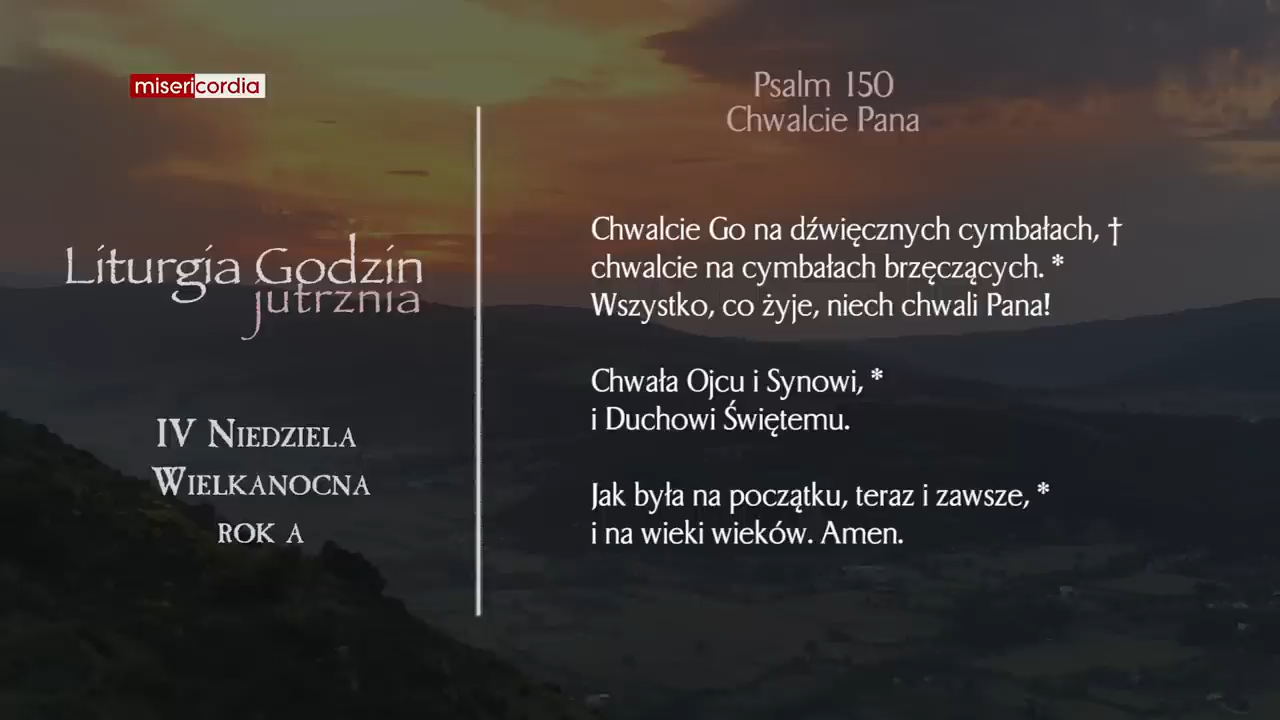 misericordia
Liturgia Godzin
jutrznia
IV Niedziela
Wielkanocna
rok A
Psalm 150
Chwalcie Pana
Chwalcie Go na dźwięcznych cymbałach, †
chwalcie na cymbałach brzęczących. *
Wszystko, co żyje, niech chwali Pana!
Chwała Ojcu i Synowi, *
i Duchowi Świętemu.
Jak była na początku, teraz i zawsze, *
i na wieki wieków. Amen.